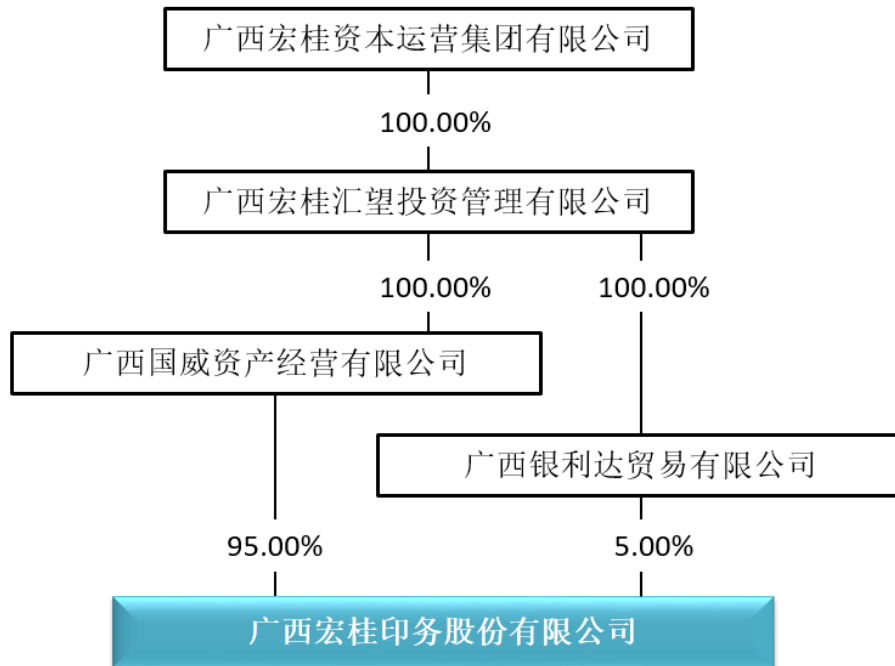 广西宏桂资本运营集团有限公司
100.00%
广西宏桂汇望投资管理有限公司
100.00% 100.00%
广西国威资产经营有限公司
广西银利达贸易有限公司
95.00% 5.00%
广西宏桂印务股份有限公司